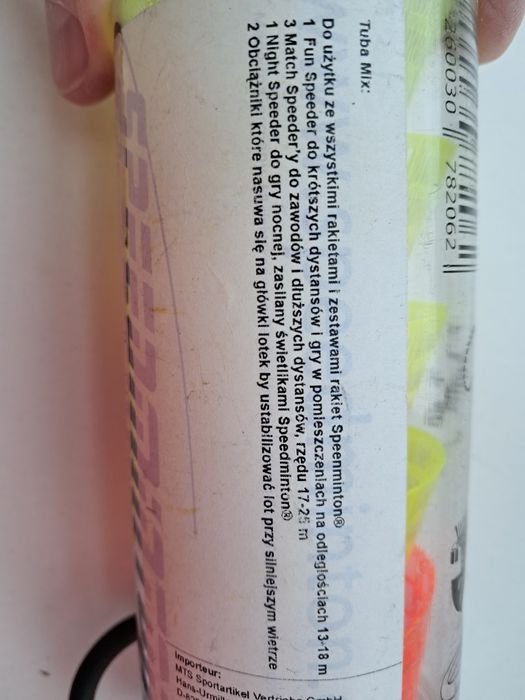 Tuba Mix:
Do użytku ze wszystkimi rakietami i zestawami rakiet Speenminton®
1 Fun Speeder do krótszych dystansów i gry w pomieszczeniach na odległościach 13-18 m
3 Match Speeder'y do zawodów i dłuższych dystansów, rzędu 17-25 m
1 Night Speeder do gry nocnej, zasilany świetlikami Speedminton®
2 Obciążniki które nasuwa się na główki lotek by ustabilizować lot przy silniejszym wietrze
Importeur:
MTS Sportartikel
260030 782062